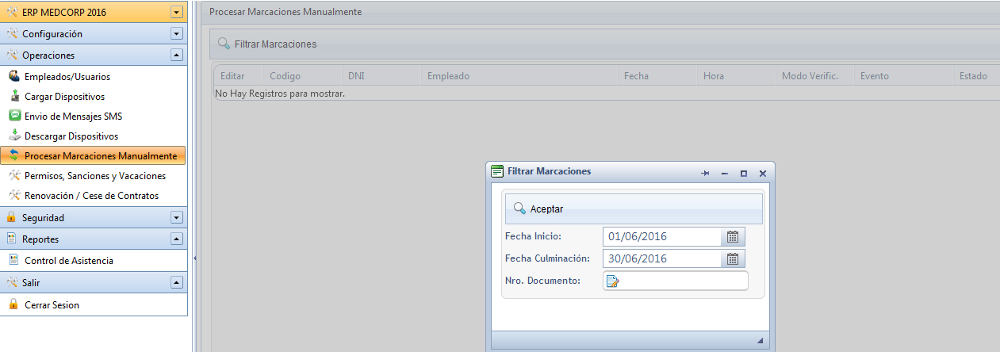 ERP MEDCORP 2016
Configuración
Operaciones
Empleados/Usuarios
Cargar Dispositivos
Envio de Mensajes SMS
Descargar Dispositivos
Procesar Marcaciones Manualmente
Permisos, Sanciones y Vacaciones
Renovación / Cese de Contratos
Seguridad
Reportes
Control de Asistencia
Salir
Cerrar Sesion
Procesar Marcaciones Manualmente
Filtrar Marcaciones
Editar Codigo DNI Empleado Fecha Hora Modo Verific. Evento Estado
No Hay Registros para mostrar.
Filtrar Marcaciones
Aceptar
Fecha Inicio: 01/06/2016
Fecha Culminación: 30/06/2016
Nro. Documento: